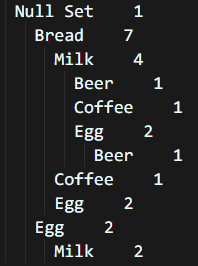 Null Set 1
Bread 7
Milk 4
Beer 1
Coffee 1
Egg 2
Beer 1
Coffee 1
Egg 2
Egg 2
Milk 2